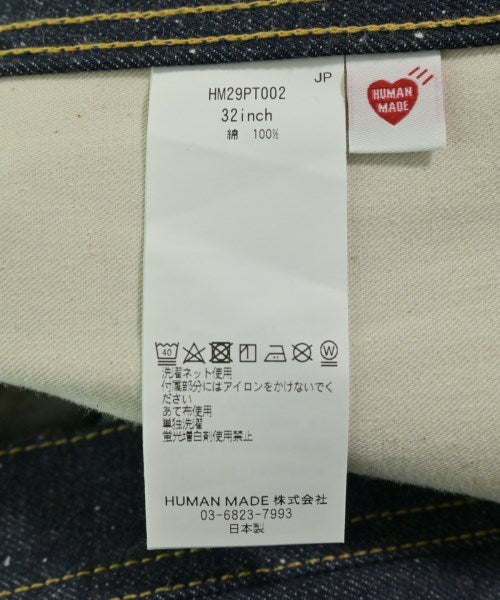 JP
HM29PT002
32inch
綿 100%
HUMAN
MADE
40
W
洗濯ネット使用
付属部分にはアイロンをかけないでく
ださい
あて布使用
単独洗濯
蛍光増白剤使用禁止
HUMAN MADE 株式会社
03-6823-7993
日本製